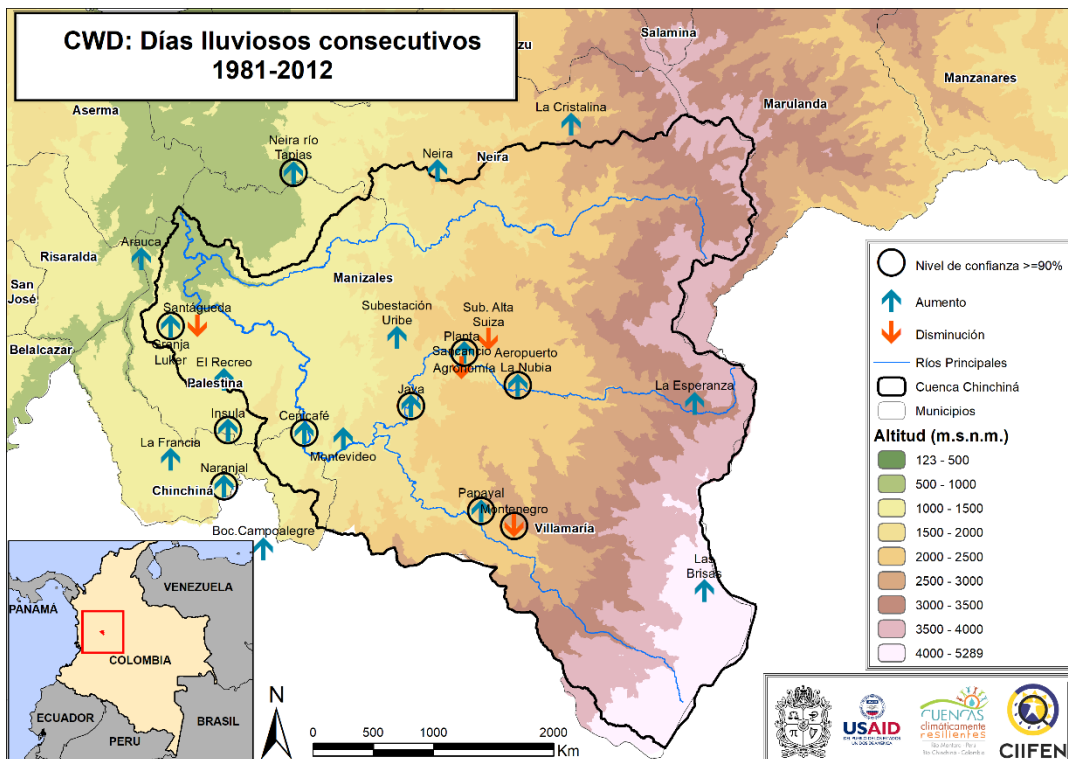 CWD: Días lluviosos consecutivos
1981-2012
zu
Salamina
Manzanares
Marulanda
Aserma
La Cristalina
Neira río
Tapias
Neira
Neira
Arauca
Risaralda
San
José
Manizales
Santágueda
Subestación
Uribe
Sub. Alta
Suiza
Planta
Sancancio
Aeropuerto
La Nubia
Granja
Luker
Belalcazar
El Recreo
Agronomía
Palestina
Java
La Esperanza
Insula
Cenicafé
La Francia
Montevideo
Naranjal
Chinchiná
Papayal
Montenegro
Villamaría
Boc.Campoalegre
Las
Brisas
Nivel de confianza >=90%
Aumento
Disminución
Ríos Principales
Cuenca Chinchiná
Municipios
Altitud (m.s.n.m.)
123 - 500
500 - 1000
1000 - 1500
1500 - 2000
2000 - 2500
2500 - 3000
3000 - 3500
3500 - 4000
4000 - 5289
PANAMÁ
VENEZUELA
COLOMBIA
ECUADOR
PERU
BRASIL
N
0 500 1000 2000
Km
USAID
CUENCAS
climáticamente
resilientes
CIIFEN